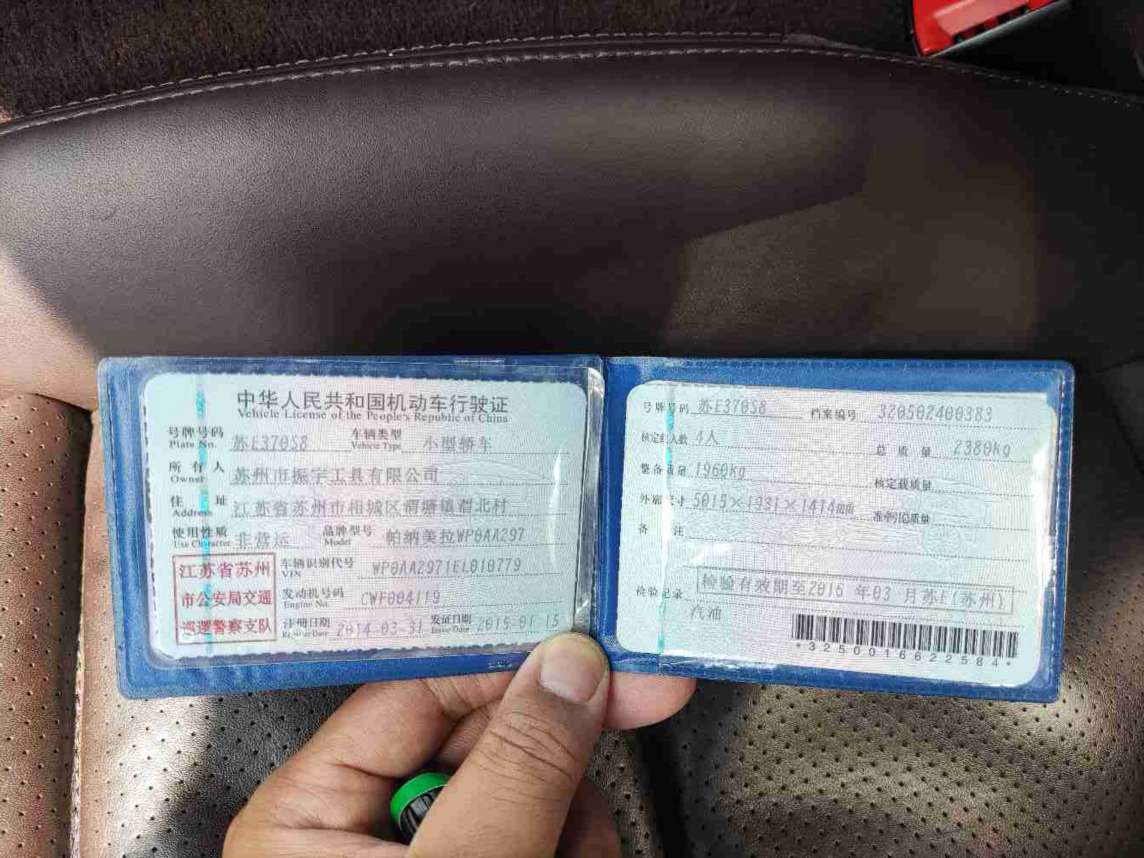 中华人民共和国机动车行驶证
Vehicle License of the People's Republic of China
号牌号码 苏E370S8 车辆类型 小型轿车
Plate No. Vehicle Type
所有人 苏州市振宇工具有限公司
Owner
住址 江苏省苏州市相城区渭塘镇渭北村
Address
使用性质 非营运 品牌型号 帕纳美拉WP0AA297
Use Character Model
江苏省苏州
市公安局交通
巡逻警察支队
车辆识别代号 WP0AA2971EL010779
VIN
发动机号码 CWF004119
Engine No.
注册日期 2014-03-31 发证日期 2015-01-15
Register Date Issue Date
号牌号码 苏E370S8 档案编号 320502400383
核定载人数 4人 总质量 2380kg
整备质量 1960Kg 核定载质量
外廓尺寸 5015×1931×1414mm 准牵引总质量
备注
检验记录 检验有效期至2016年03月苏E(苏州)
汽油
*3250016622584*